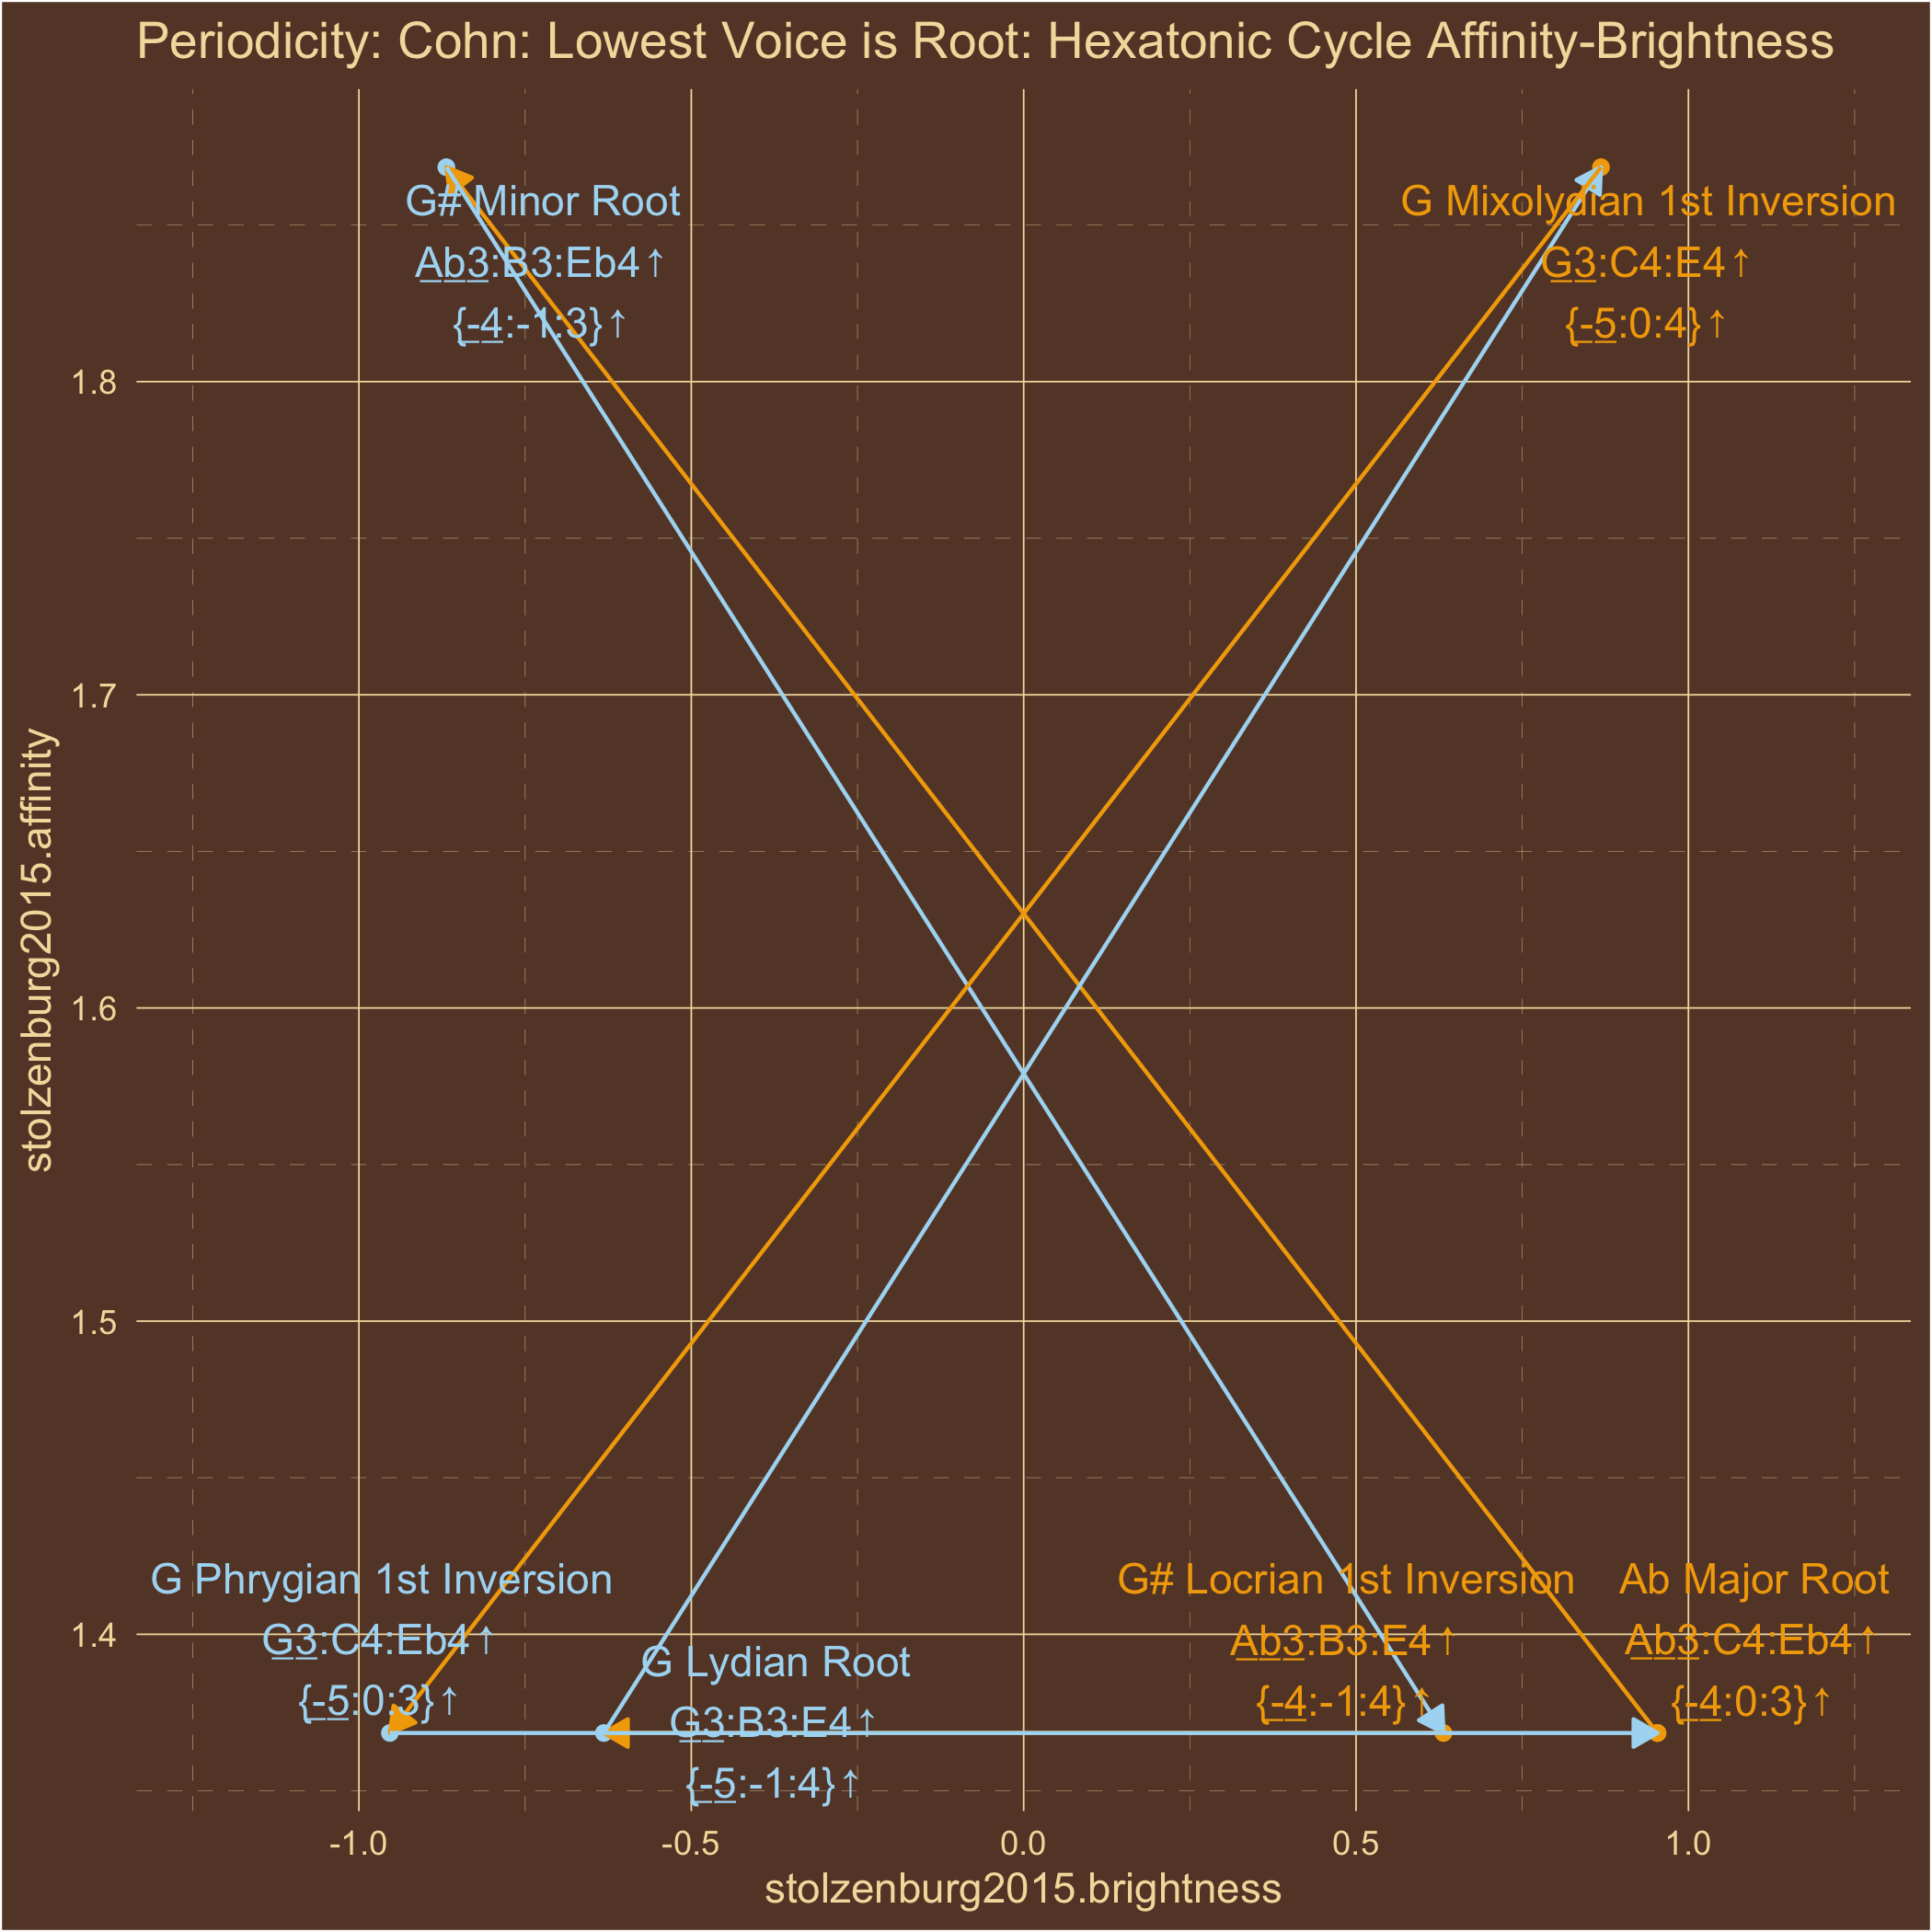 Periodicity: Cohn: Lowest Voice is Root: Hexatonic Cycle Affinity-Brightness
G# Minor Root
Ab3:B3:Eb4↑
{-4:-1:3}↑
G Mixolydian 1st Inversion
G3:C4:E4↑
{-5:0:4}↑
1.8
1.7
1.6
1.5
1.4
stolzenburg2015.affinity
G Phrygian 1st Inversion
G3:C4:Eb4↑
{-5:0:3}↑
G Lydian Root
G3:B3:E4↑
{-5:-1:4}↑
G# Locrian 1st Inversion
Ab3:B3:E4↑
{-4:-1:4}↑
Ab Major Root
Ab3:C4:Eb4↑
{-4:0:3}↑
-1.0
-0.5
0.0
0.5
1.0
stolzenburg2015.brightness